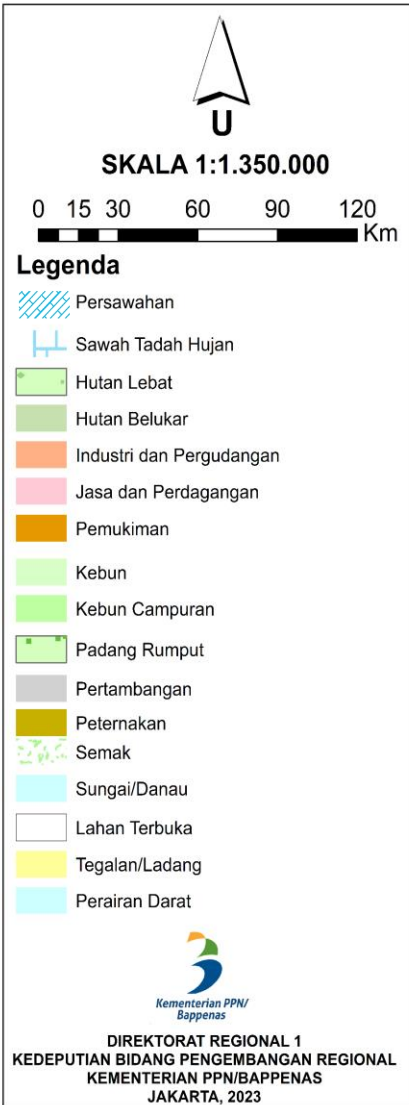 U
SKALA 1:1.350.000
0 15 30 60 90 120
Km
Legenda
Persawahan
Sawah Tadah Hujan
Hutan Lebat
Hutan Belukar
Industri dan Pergudangan
Jasa dan Perdagangan
Pemukiman
Kebun
Kebun Campuran
Padang Rumput
Pertambangan
Peternakan
Semak
Sungai/Danau
Lahan Terbuka
Tegalan/Ladang
Perairan Darat
Kementerian PPN/
Bappenas
DIREKTORAT REGIONAL 1
KEDEPUTIAN BIDANG PENGEMBANGAN REGIONAL
KEMENTERIAN PPN/BAPPENAS
JAKARTA, 2023